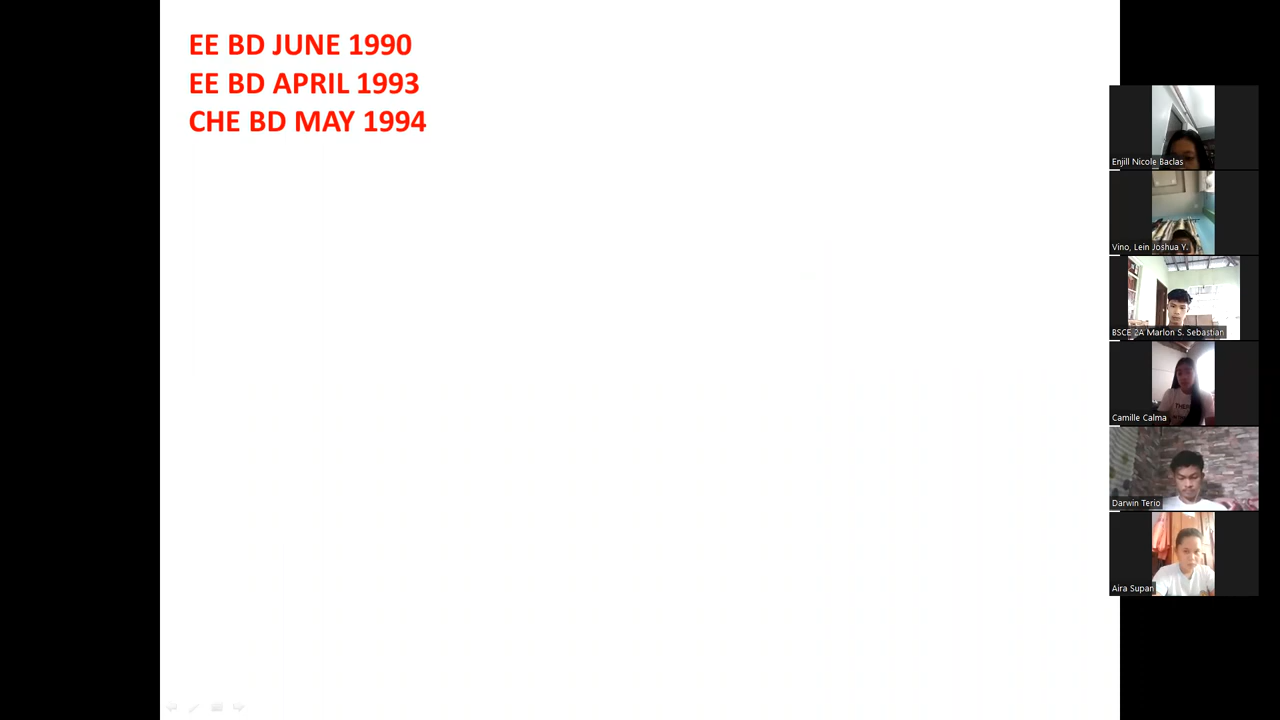 EE BD JUNE 1990
EE BD APRIL 1993
CHE BD MAY 1994
Enjill Nicole Baclas
Vino, Lein Joshua Y.
BSCE 2A Marlon S. Sebastian
Camille Calma
Darwin Terio
Aira Supan